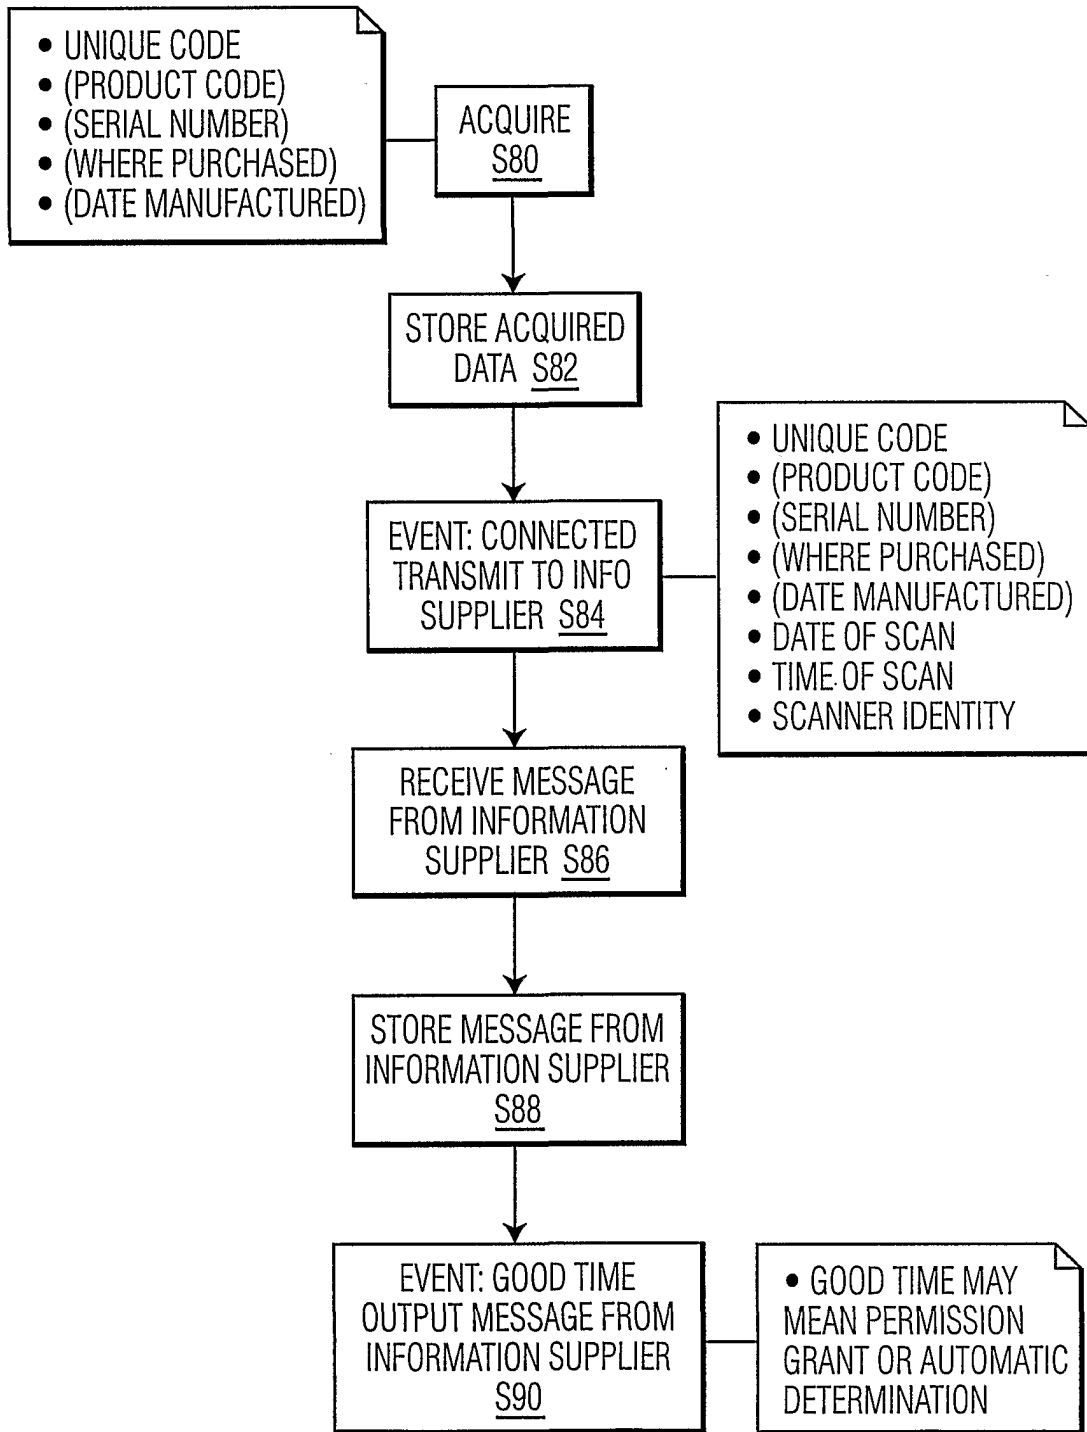 • UNIQUE CODE
• (PRODUCT CODE)
• (SERIAL NUMBER)
• (WHERE PURCHASED)
• (DATE MANUFACTURED)
ACQUIRE
S80
STORE ACQUIRED
DATA S82
EVENT: CONNECTED
TRANSMIT TO INFO
SUPPLIER S84
• UNIQUE CODE
• (PRODUCT CODE)
• (SERIAL NUMBER)
• (WHERE PURCHASED)
• (DATE MANUFACTURED)
• DATE OF SCAN
• TIME OF SCAN
• SCANNER IDENTITY
RECEIVE MESSAGE
FROM INFORMATION
SUPPLIER S86
STORE MESSAGE FROM
INFORMATION SUPPLIER
S88
EVENT: GOOD TIME
OUTPUT MESSAGE FROM
INFORMATION SUPPLIER
S90
• GOOD TIME MAY
MEAN PERMISSION
GRANT OR AUTOMATIC
DETERMINATION